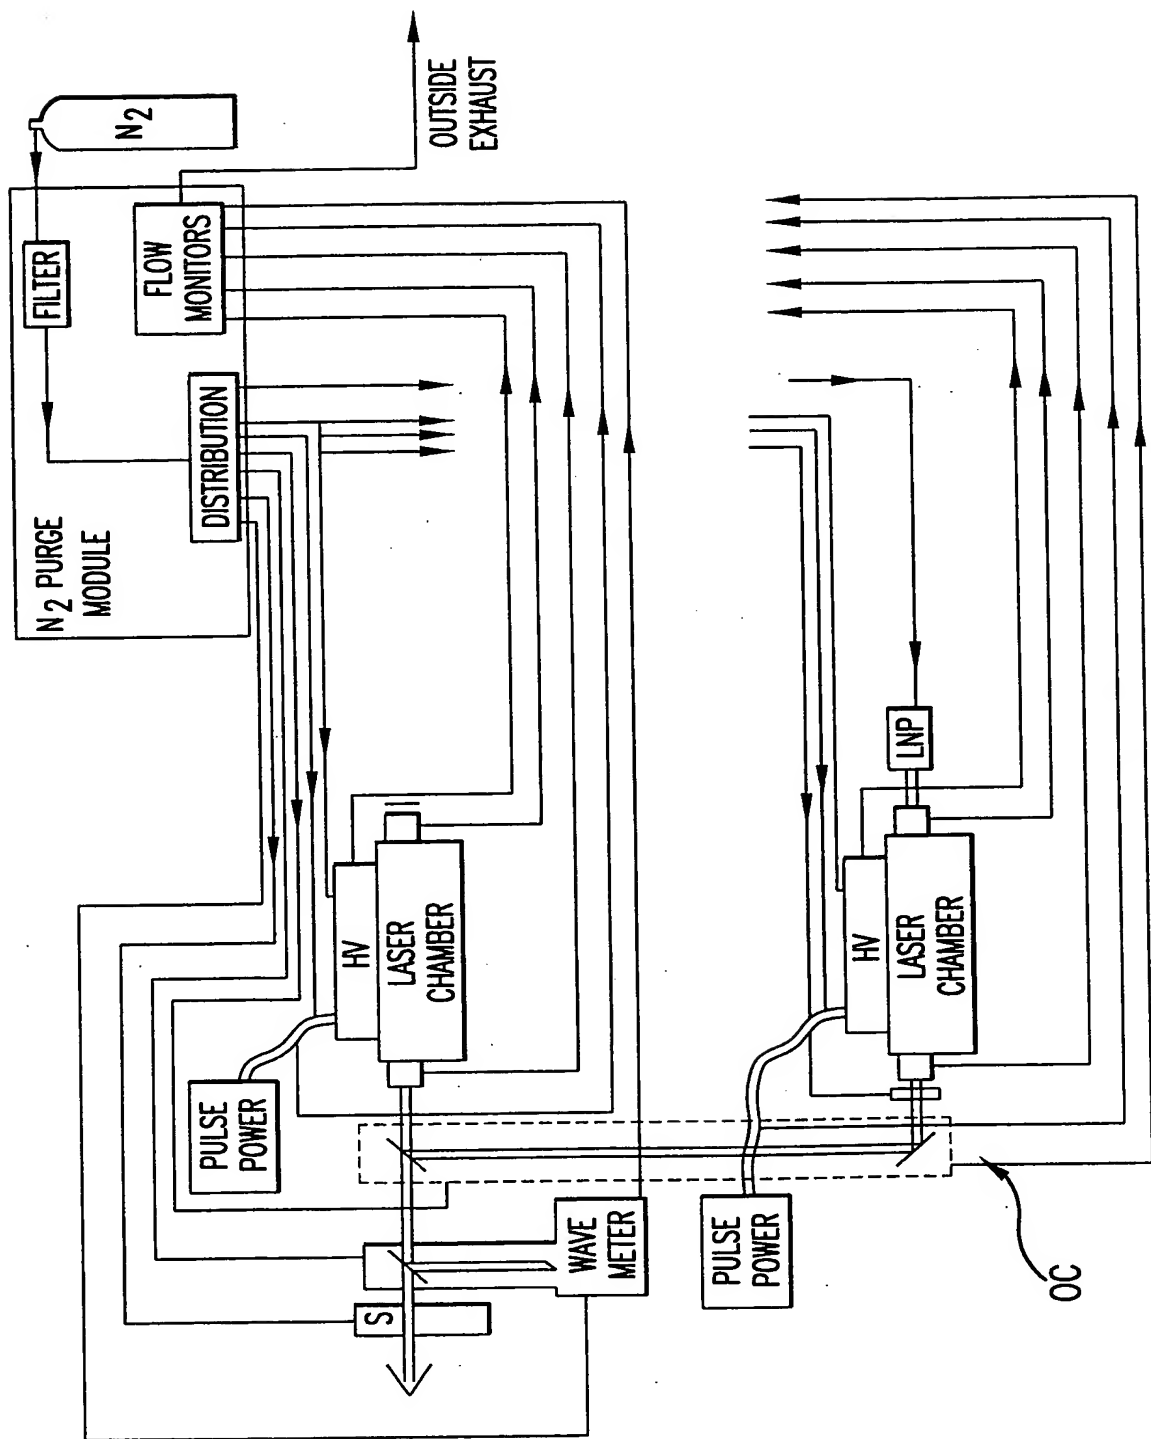 N2
OUTSIDE
EXHAUST
FILTER
FLOW
MONITORS
DISTRIBUTION
N2 PURGE
MODULE
HV
LASER
CHAMBER
PULSE
POWER
S
WAVE
METER
LNP
HV
LASER
CHAMBER
PULSE
POWER
OC